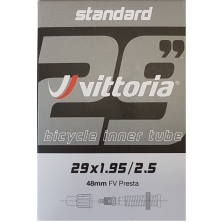 standard
29"
vittoria
bicycle inner tube
29x1.95/2.5
48mm FV Presta